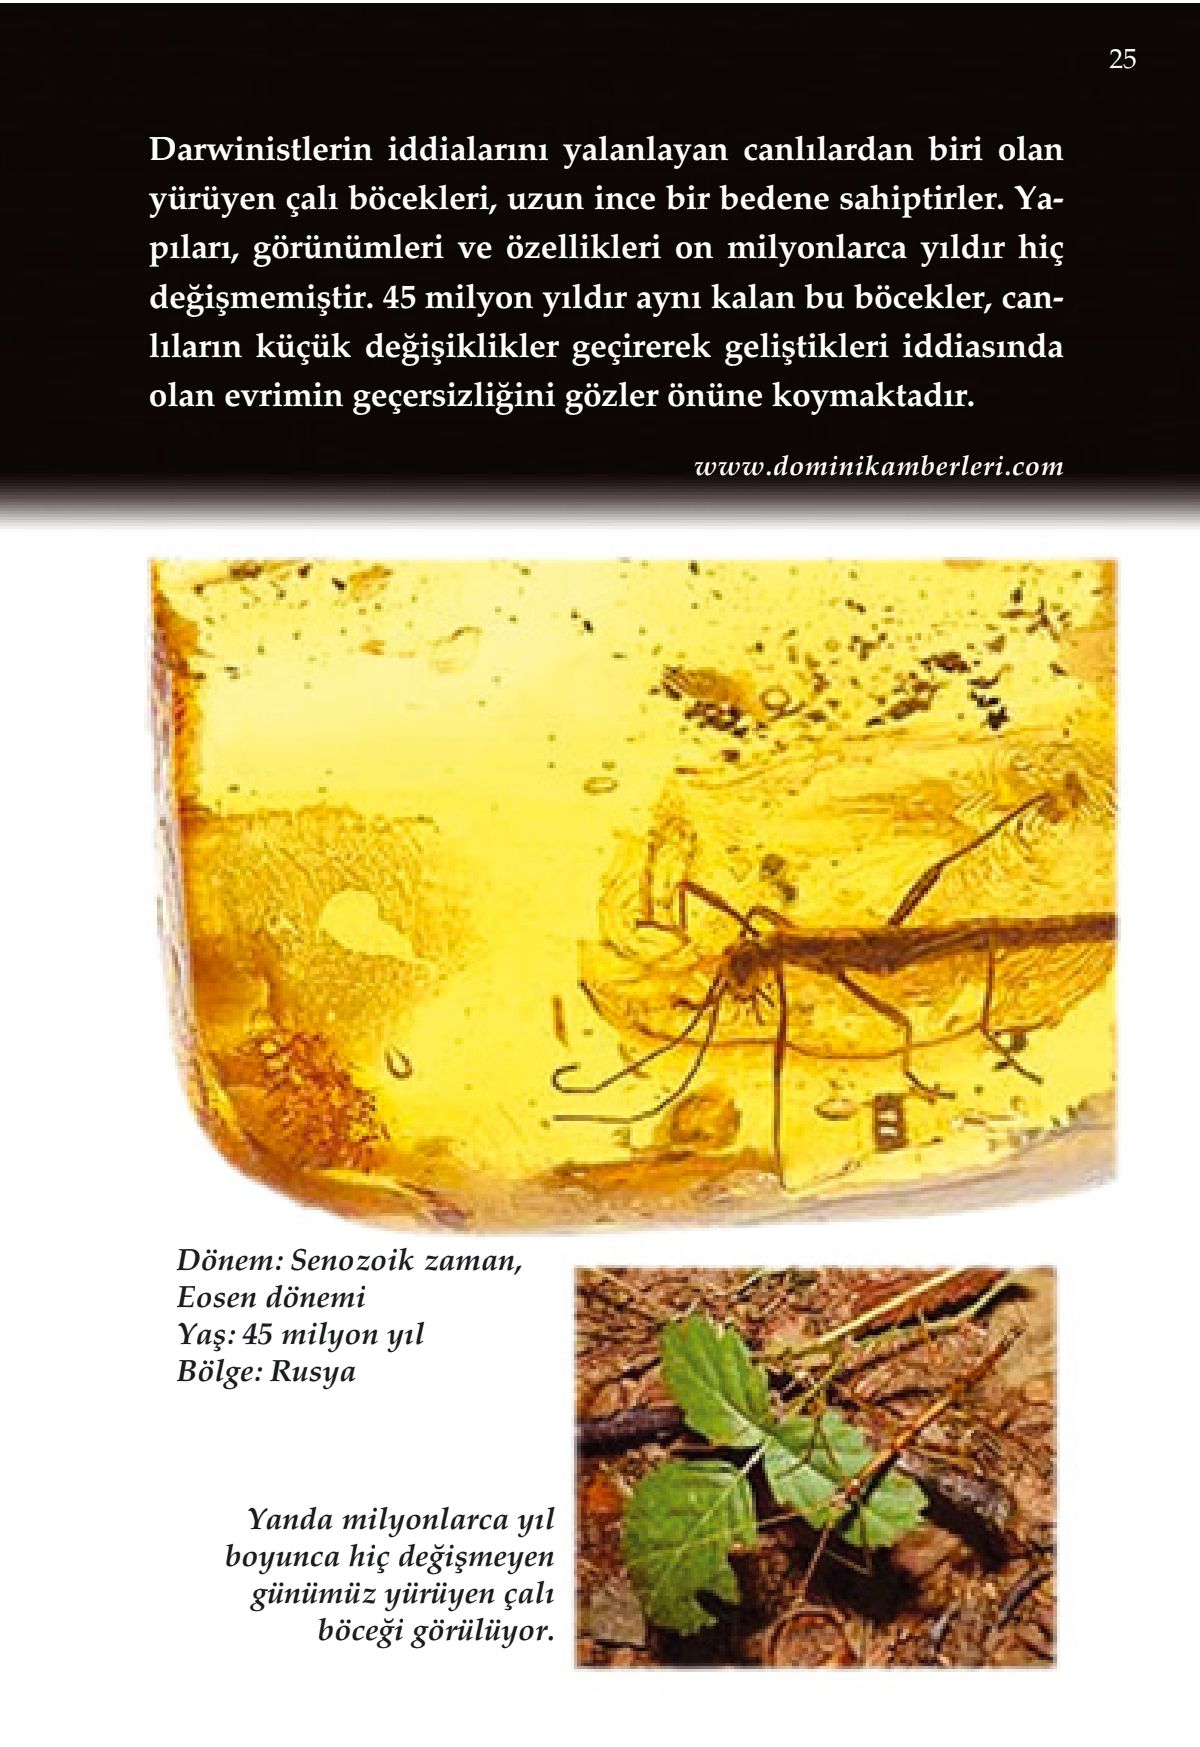 25
Darwinistlerin iddialarını yalanlayan canlılardan biri olan
yürüyen çalı böcekleri, uzun ince bir bedene sahiptirler. Ya-
pıları, görünümleri ve özellikleri on milyonlarca yıldır hiç
değişmemiştir. 45 milyon yıldır aynı kalan bu böcekler, can-
lıların küçük değişiklikler geçirerek geliştikleri iddiasında
olan evrimin geçersizliğini gözler önüne koymaktadır.
www.dominikamberleri.com
Dönem: Senozoik zaman,
Eosen dönemi
Yaş: 45 milyon yıl
Bölge: Rusya
Yanda milyonlarca yıl
boyunca hiç değişmeyen
günümüz yürüyen çalı
böceği görülüyor.